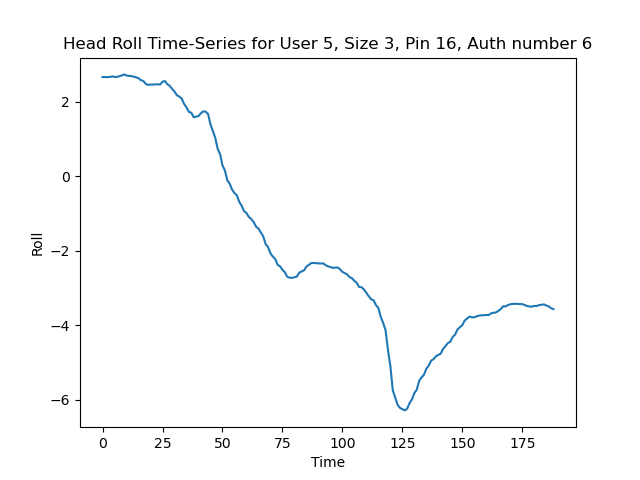 Head Roll Time-Series for User 5, Size 3, Pin 16, Auth number 6
2
0
−2
−4
−6
Roll
0 25 50 75 100 125 150 175
Time